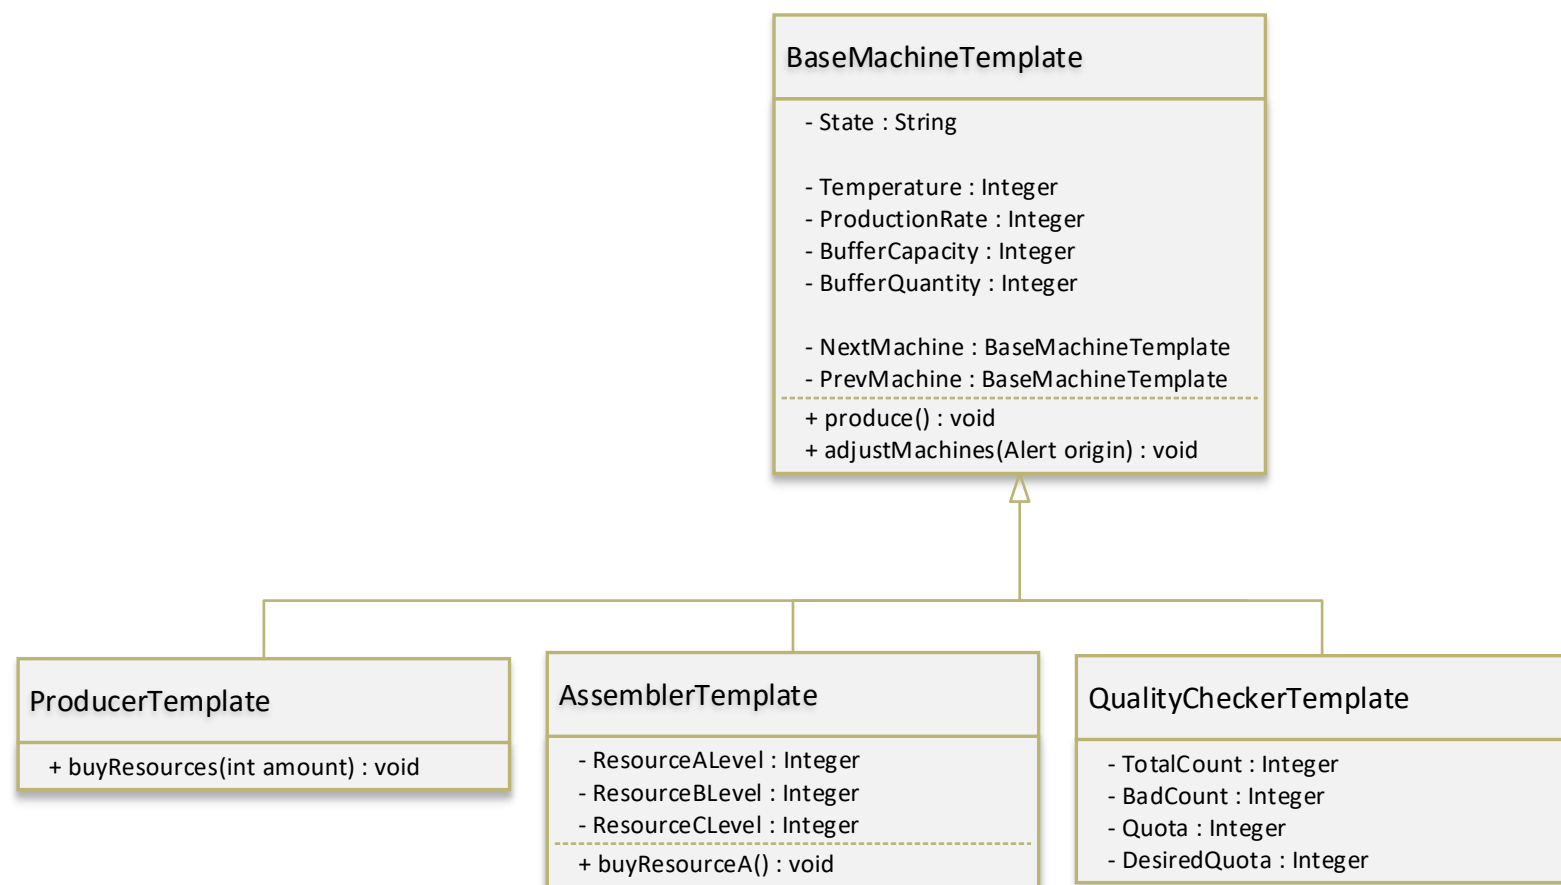 BaseMachineTemplate
- State : String
- Temperature : Integer
- ProductionRate : Integer
- BufferCapacity : Integer
- BufferQuantity : Integer
- NextMachine : BaseMachineTemplate
- PrevMachine : BaseMachineTemplate
+ produce() : void
+ adjustMachines(Alert origin) : void
ProducerTemplate
+ buyResources(int amount) : void
AssemblerTemplate
- ResourceALevel : Integer
- ResourceBLevel : Integer
- ResourceCLevel : Integer
+ buyResourceA() : void
QualityCheckerTemplate
- TotalCount : Integer
- BadCount : Integer
- Quota : Integer
- DesiredQuota : Integer